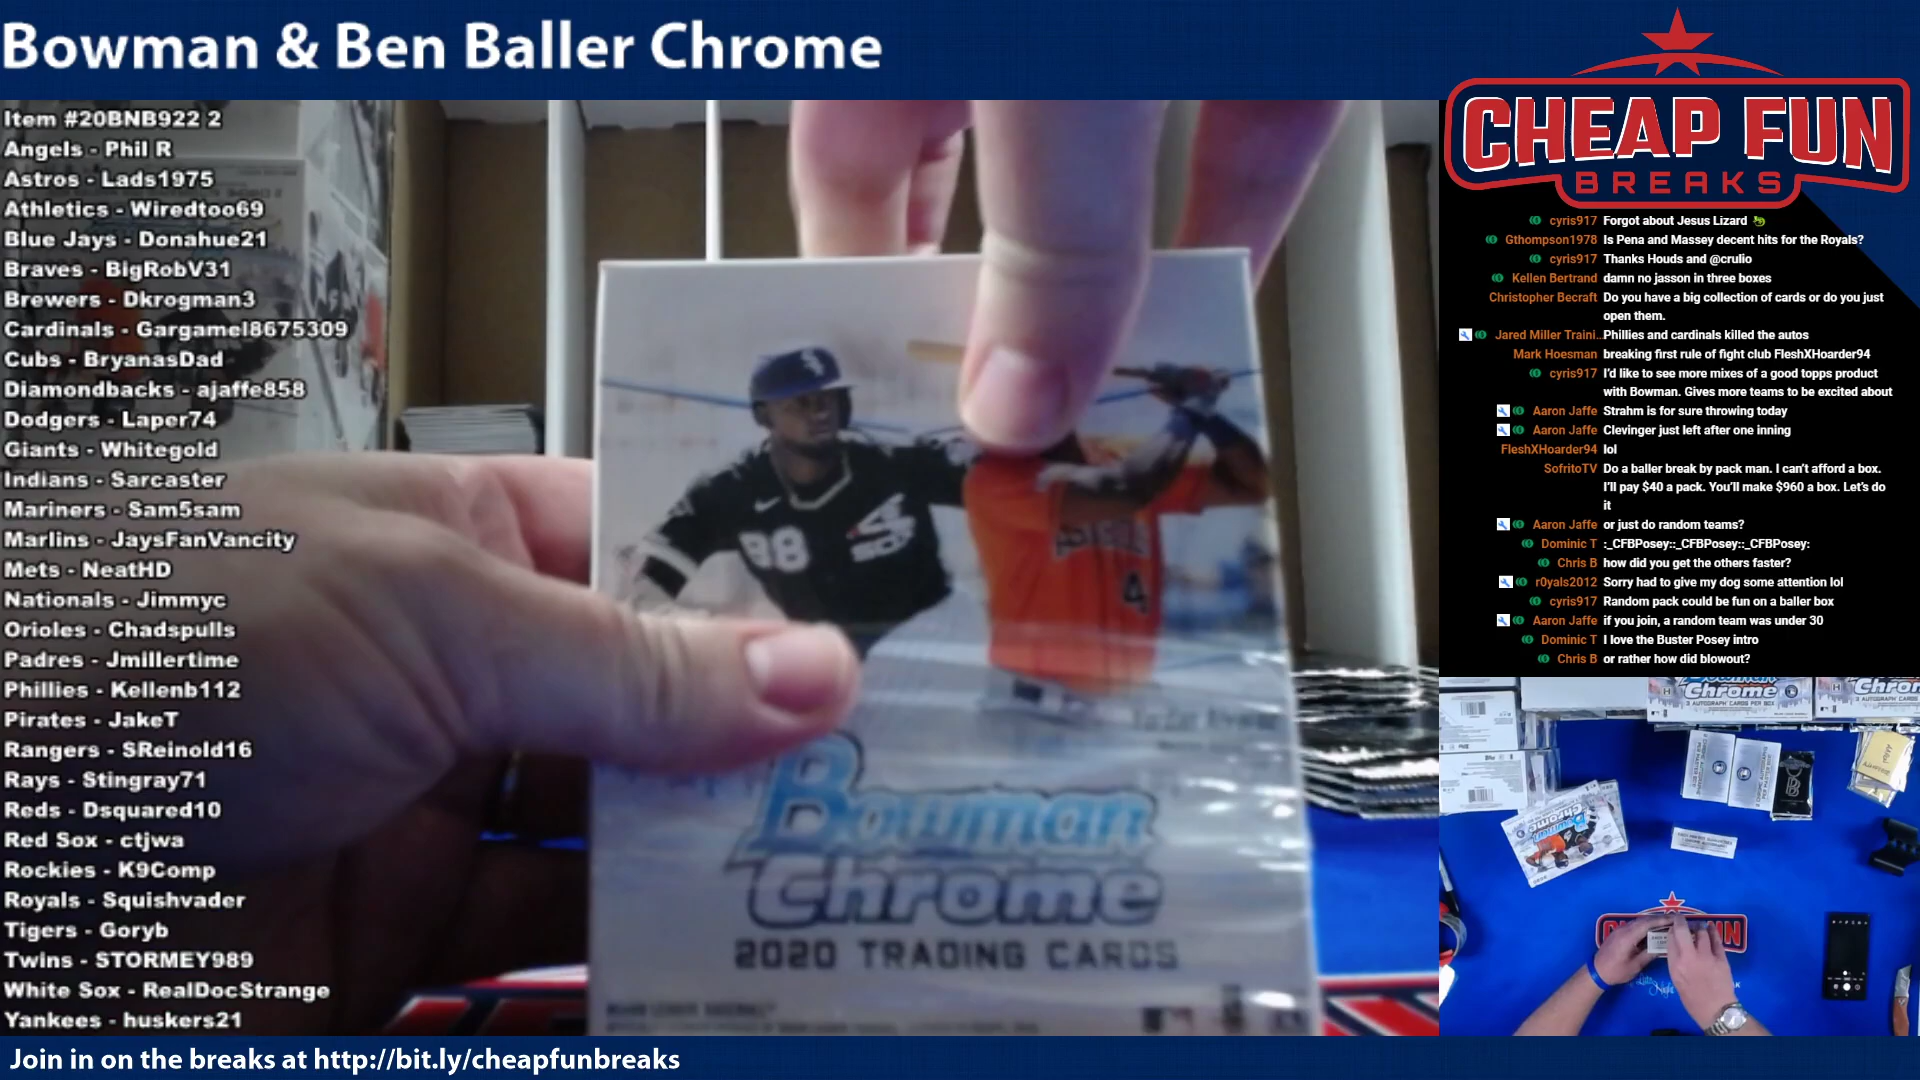 Bowman & Ben Baller Chrome
Item #20BNB922 2
Angels - Phil R
Astros - Lads1975
Athletics - Wiredtoo69
Blue Jays - Donahue21
Braves - BigRobV31
Brewers - Dkrogman3
Cardinals - Gargamel8675309
Cubs - BryanasDad
Diamondbacks - ajaffe858
Dodgers - Laper74
Giants - Whitegold
Indians - Sarcaster
Mariners - Sam5sam
Marlins - JaysFanVancity
Mets - NeatHD
Nationals - Jimmyc
Orioles - Chadspulls
Padres - Jmillertime
Phillies - Kellenb112
Pirates - JakeT
Rangers - SReinold16
Rays - Stingray71
Reds - Dsquared10
Red Sox - ctjwa
Rockies - K9Comp
Royals - Squishvader
Tigers - Goryb
Twins - STORMEY989
White Sox - RealDocStrange
Yankees - huskers21
Join in on the breaks at http://bit.ly/cheapfunbreaks
98
SOX
4
Bowman
Chrome
2020 TRADING CARDS
CHEAP FUN
BREAKS
cyris917 Forgot about Jesus Lizard
Gthompson1978 Is Pena and Massey decent hits for the Royals?
cyris917 Thanks Houds and @crulio
Kellen Bertrand damn no jasson in three boxes
Christopher Becraft Do you have a big collection of cards or do you just
open them.
Jared Miller Traini... Phillies and cardinals killed the autos
Mark Hoesman breaking first rule of fight club FleshXHoarder94
cyris917 I'd like to see more mixes of a good topps product
with Bowman. Gives more teams to be excited about
Aaron Jaffe Strahm is for sure throwing today
Aaron Jaffe Clevinger just left after one inning
FleshXHoarder94 lol
SofritoTV Do a baller break by pack man. I can't afford a box.
I'll pay $40 a pack. You'll make $960 a box. Let's do
it
Aaron Jaffe or just do random teams?
Dominic T :_CFBPosey::_CFBPosey::_CFBPosey:
Chris B how did you get the others faster?
r0yals2012 Sorry had to give my dog some attention lol
cyris917 Random pack could be fun on a baller box
Aaron Jaffe if you join, a random team was under 30
Dominic T I love the Buster Posey intro
Chris B or rather how did blowout?
Chrome
3 AUTOGRAPH CARDS PER BOX
Bowman
Chrome